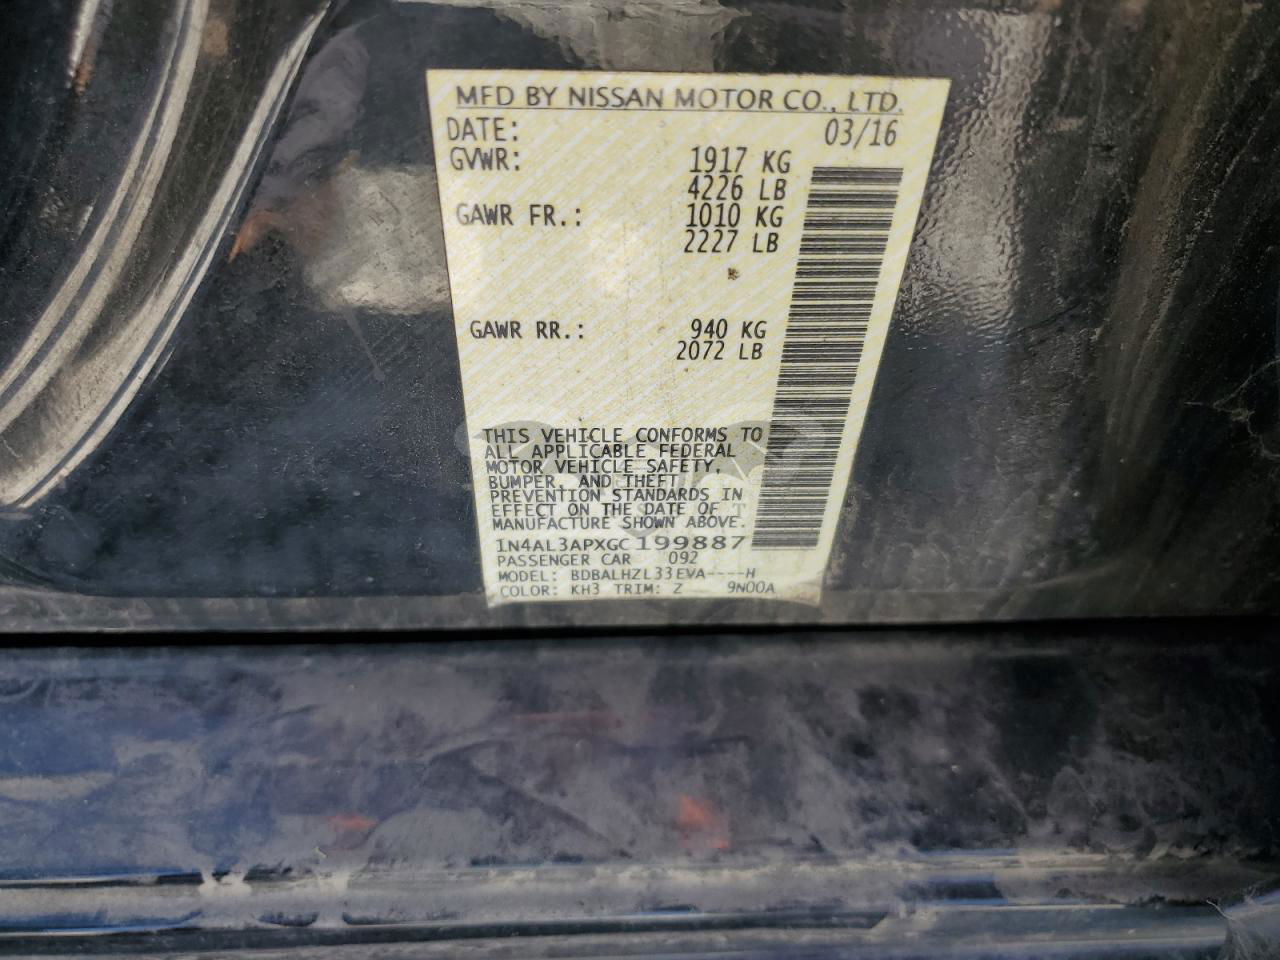 MFD BY NISSAN MOTOR CO., LTD.
DATE: 03/16
GVWR: 1917 KG
4226 LB
GAWR FR.: 1010 KG
2227 LB
GAWR RR.: 940 KG
2072 LB
THIS VEHICLE CONFORMS TO
ALL APPLICABLE FEDERAL
MOTOR VEHICLE SAFETY,
BUMPER, AND THEFT
PREVENTION STANDARDS IN
EFFECT ON THE DATE OF
MANUFACTURE SHOWN ABOVE.
1N4AL3APXGC199887
PASSENGER CAR 092
MODEL: BDBALHZL33EVA----H
COLOR: KH3 TRIM: Z 9N00A